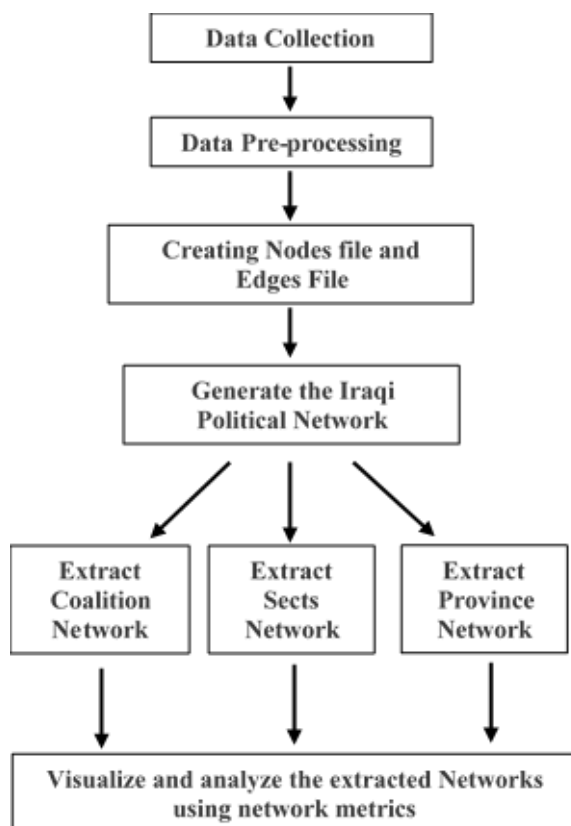 Data Collection
Data Pre-processing
Creating Nodes file and
Edges File
Generate the Iraqi
Political Network
Extract
Coalition
Network
Extract
Sects
Network
Extract
Province
Network
Visualize and analyze the extracted Networks
using network metrics